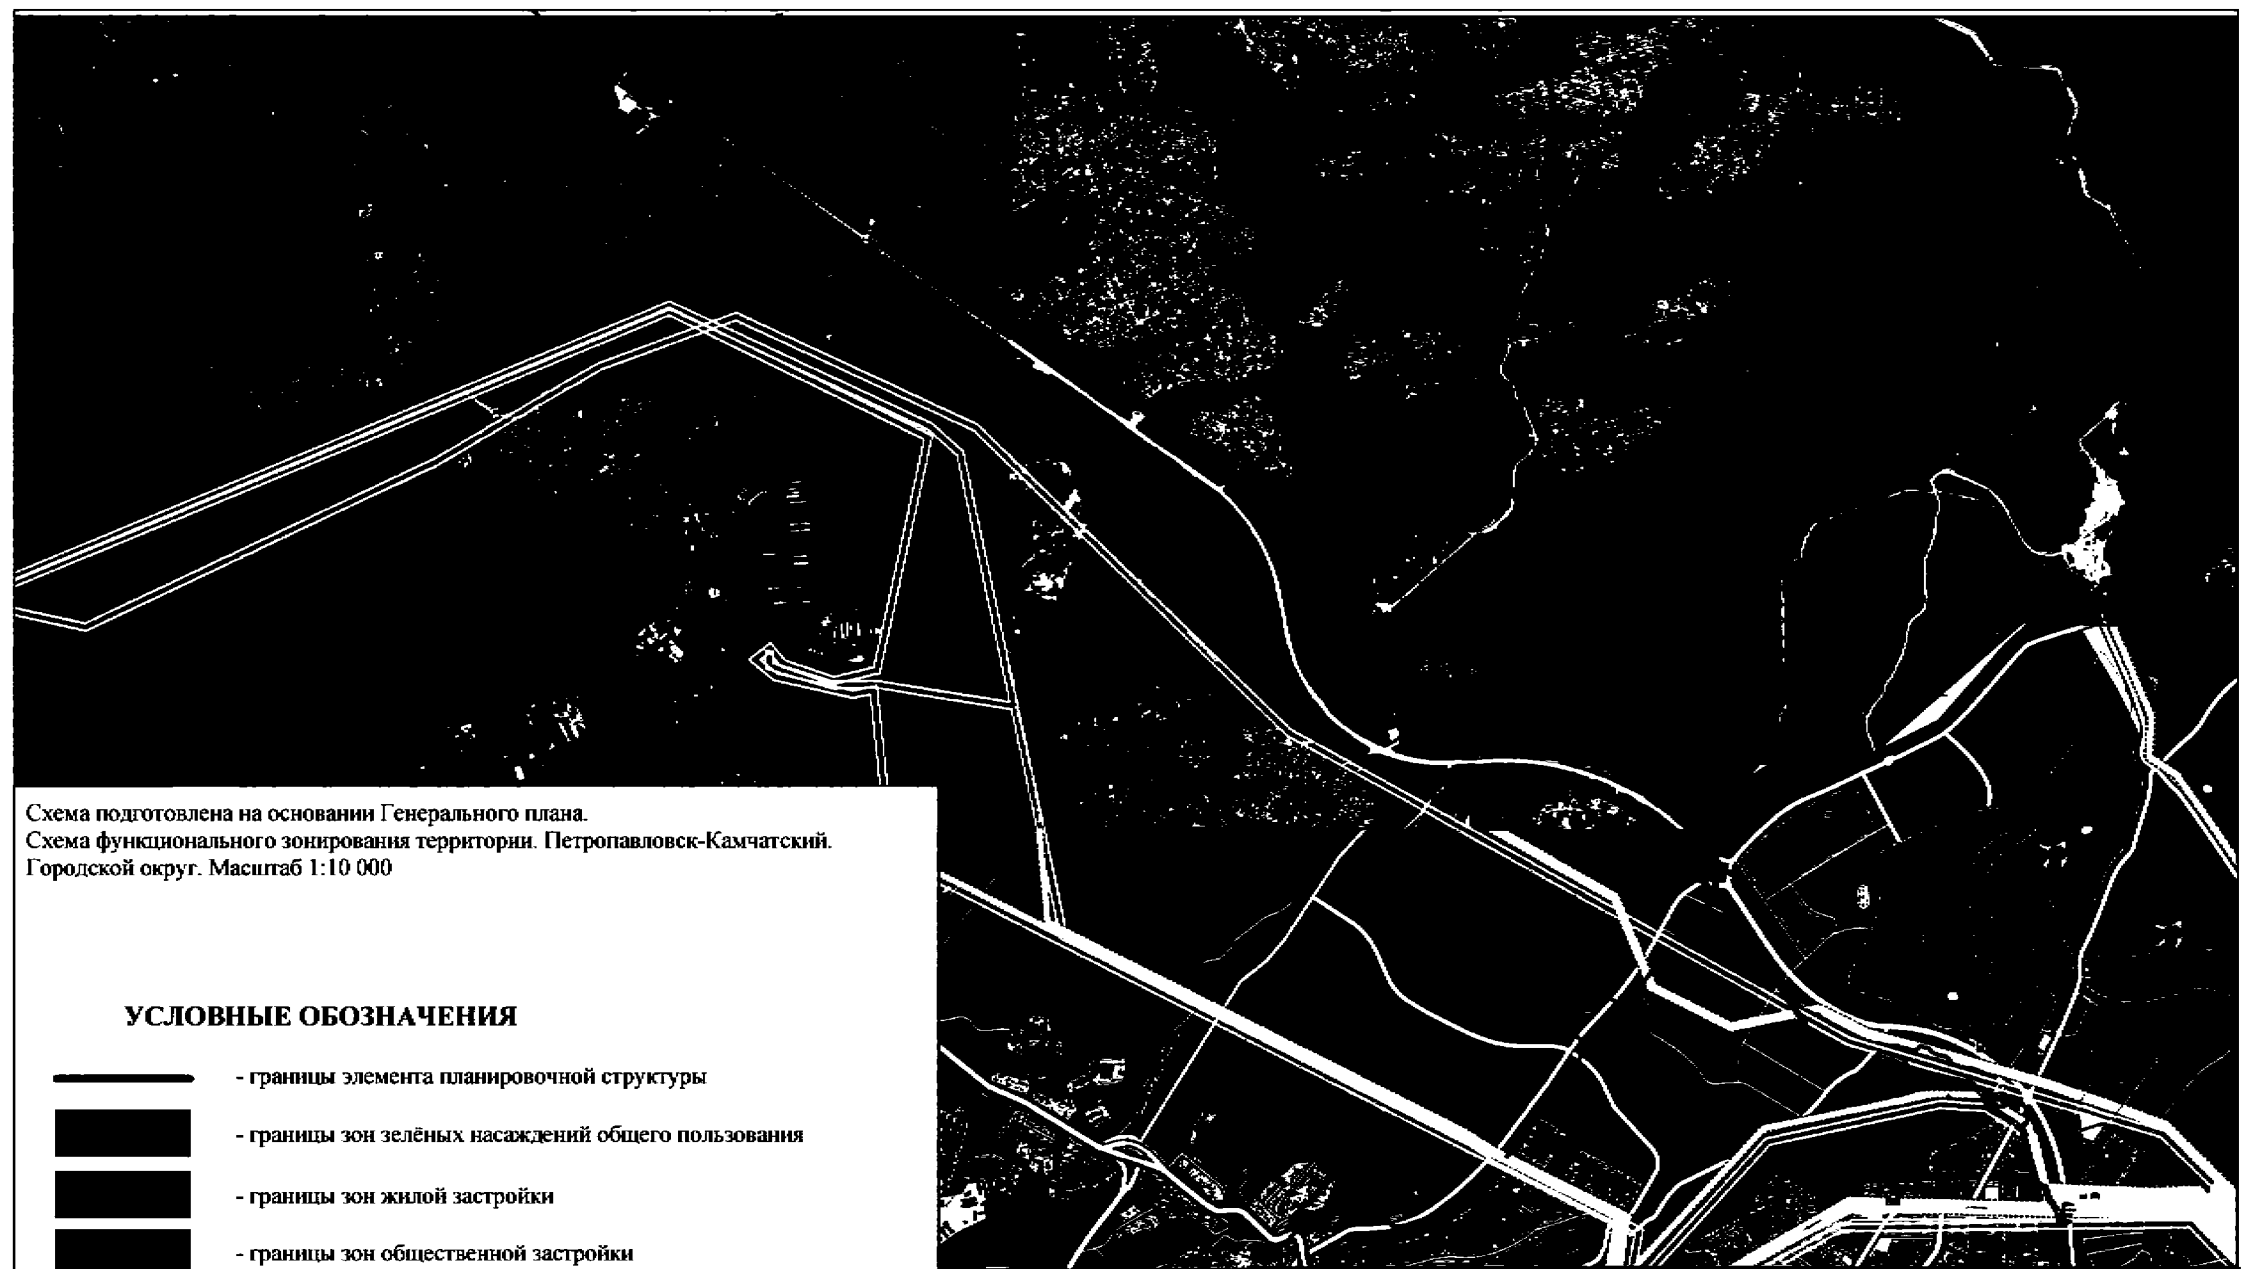 Схема подготовлена на основании Генерального плана.
Схема функционального зонирования территории. Петропавловск-Камчатский.
Городской округ. Масштаб 1:10 000
УСЛОВНЫЕ ОБОЗНАЧЕНИЯ
- границы элемента планировочной структуры
- границы зон зелёных насаждений общего пользования
- границы зон жилой застройки
- границы зон общественной застройки